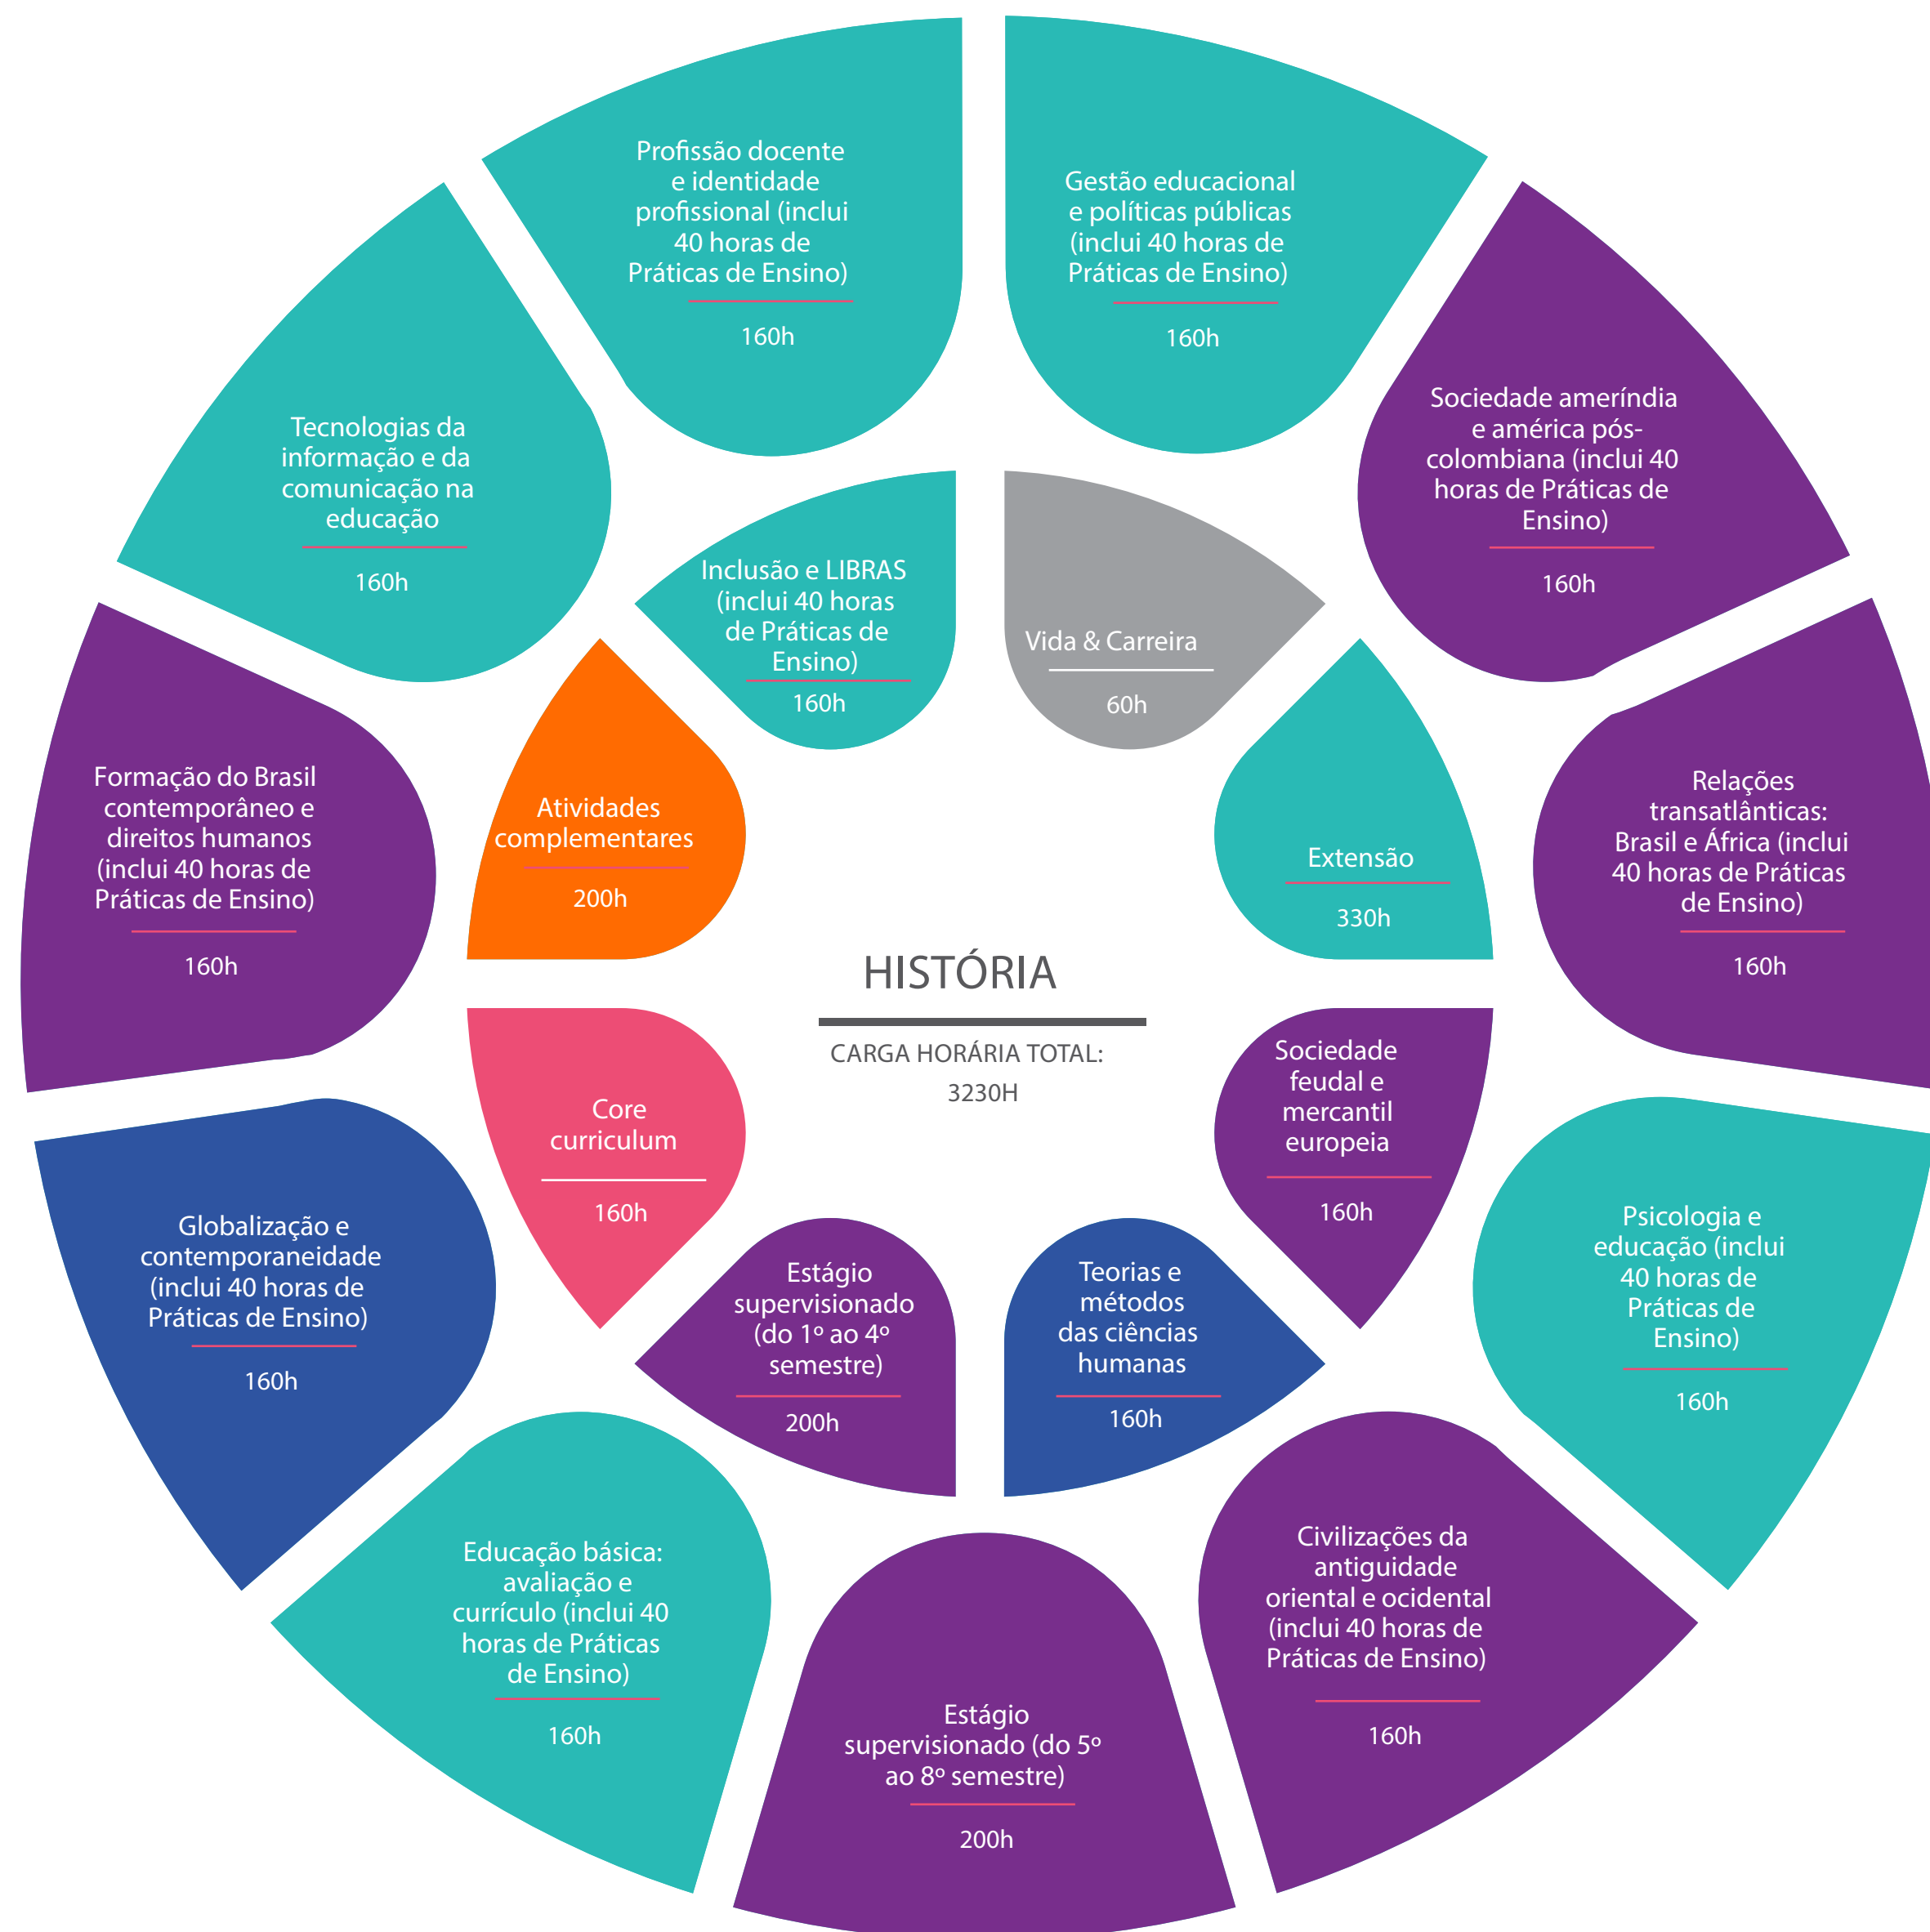 Profissão docente
e identidade
profissional (inclui
40 horas de
Práticas de Ensino)
160h
Gestão educacional
e políticas públicas
(inclui 40 horas de
Práticas de Ensino)
160h
Sociedade ameríndia
e américa pós-
colombiana (inclui 40
horas de Práticas de
Ensino)
160h
Relações
transatlânticas:
Brasil e África (inclui
40 horas de Práticas
de Ensino)
160h
Psicologia e
educação (inclui
40 horas de
Práticas de
Ensino)
160h
Civilizações da
antiguidade
oriental e ocidental
(inclui 40 horas de
Práticas de Ensino)
160h
Estágio
supervisionado (do 5º
ao 8º semestre)
200h
Educação básica:
avaliação e
currículo (inclui 40
horas de Práticas
de Ensino)
160h
Globalização e
contemporaneidade
(inclui 40 horas de
Práticas de Ensino)
160h
Formação do Brasil
contemporâneo e
direitos humanos
(inclui 40 horas de
Práticas de Ensino)
160h
Tecnologias da
informação e da
comunicação na
educação
160h
Inclusão e LIBRAS
(inclui 40 horas
de Práticas de
Ensino)
160h
Vida & Carreira
60h
Extensão
330h
Sociedade
feudal e
mercantil
europeia
160h
Teorias e
métodos
das ciências
humanas
160h
Estágio
supervisionado
(do 1º ao 4º
semestre)
200h
Core
curriculum
160h
Atividades
complementares
200h
HISTÓRIA
CARGA HORÁRIA TOTAL:
3230H